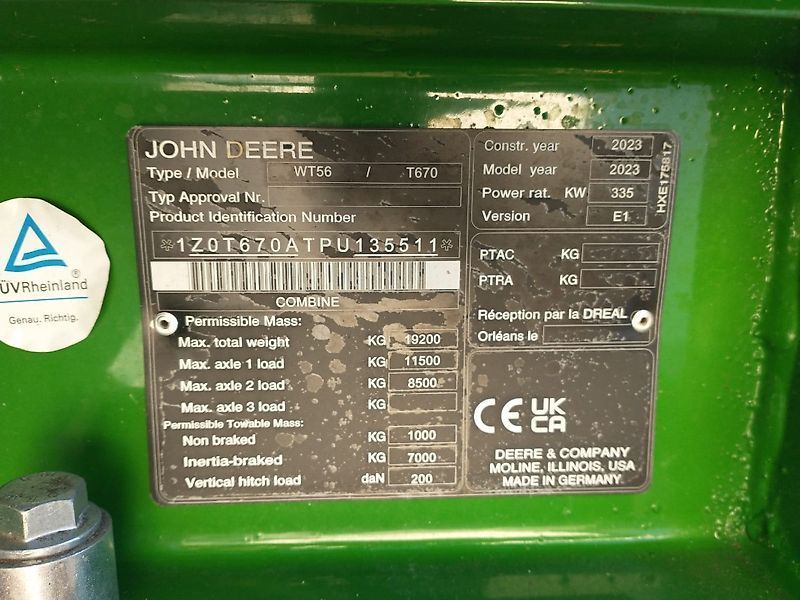 JOHN DEERE
Type / Model WT56 / T670
Typ Approval Nr.
Product Identification Number
*1Z0T670ATPU135511*
COMBINE
Permissible Mass:
Max. total weight KG 19200
Max. axle 1 load KG 11500
Max. axle 2 load KG 8500
Max. axle 3 load KG
Permissible Towable Mass:
Non braked KG 1000
Inertia-braked KG 7000
Vertical hitch load daN 200
Constr. year 2023
Model year 2023
Power rat. KW 335
Version E1
HXE175817
PTAC KG
PTRA KG
Réception par la DREAL
Orléans le
CE UK
CA
DEERE & COMPANY
MOLINE, ILLINOIS, USA
MADE IN GERMANY
ÜVRheinland®
Genau. Richtig.